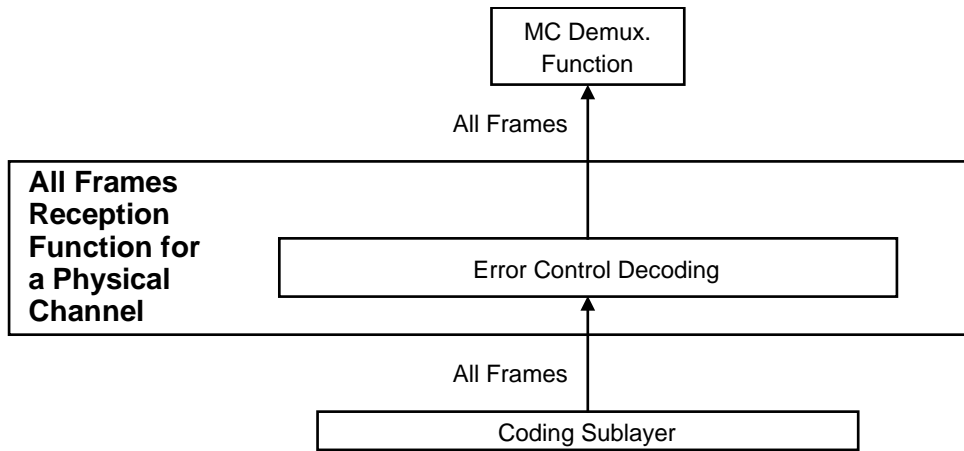 MC Demux.
Function
All Frames
All Frames
Reception
Function for
a Physical
Channel
Error Control Decoding
All Frames
Coding Sublayer